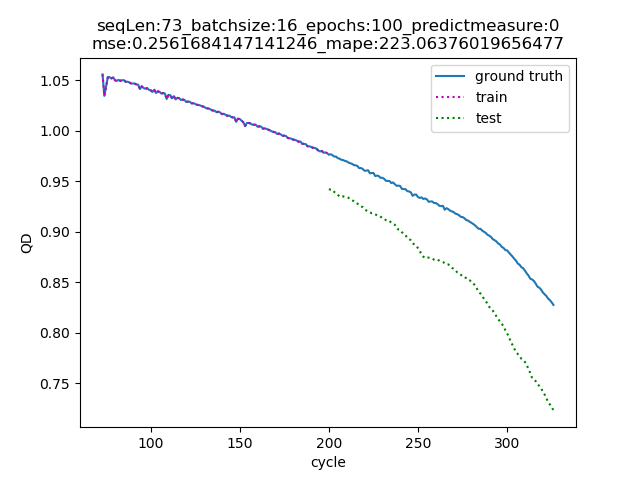 seqLen:73_batchsize:16_epochs:100_predictmeasure:0
mse:0.2561684147141246_mape:223.06376019656477
ground truth
train
test
1.05
1.00
0.95
0.90
0.85
0.80
0.75
QD
100
150
200
250
300
cycle